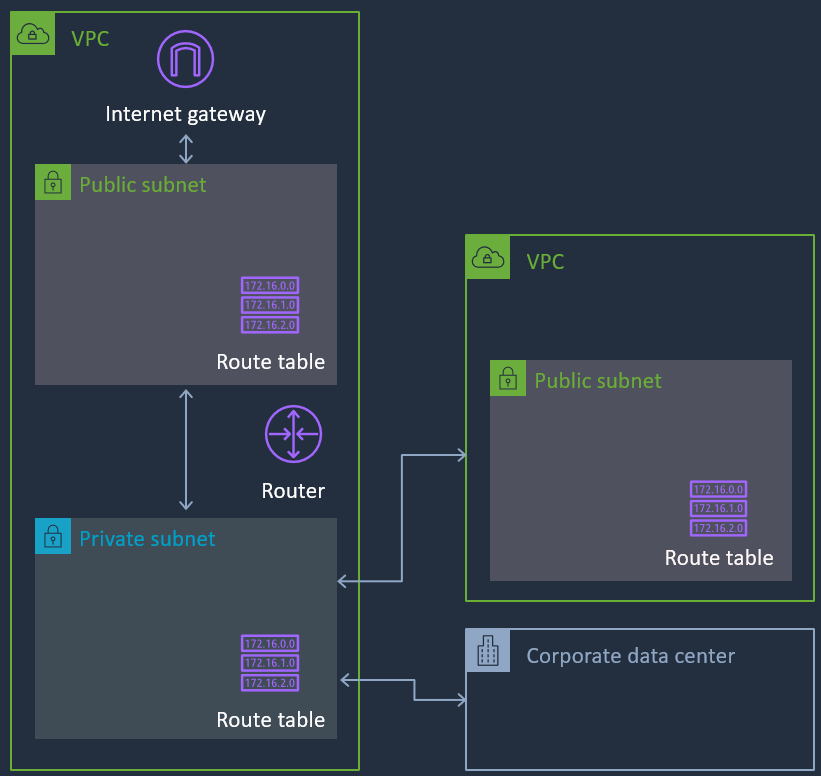 VPC
Internet gateway
Public subnet
172.16.0.0
172.16.1.0
172.16.2.0
Route table
Router
Private subnet
172.16.0.0
172.16.1.0
172.16.2.0
Route table
VPC
Public subnet
172.16.0.0
172.16.1.0
172.16.2.0
Route table
Corporate data center